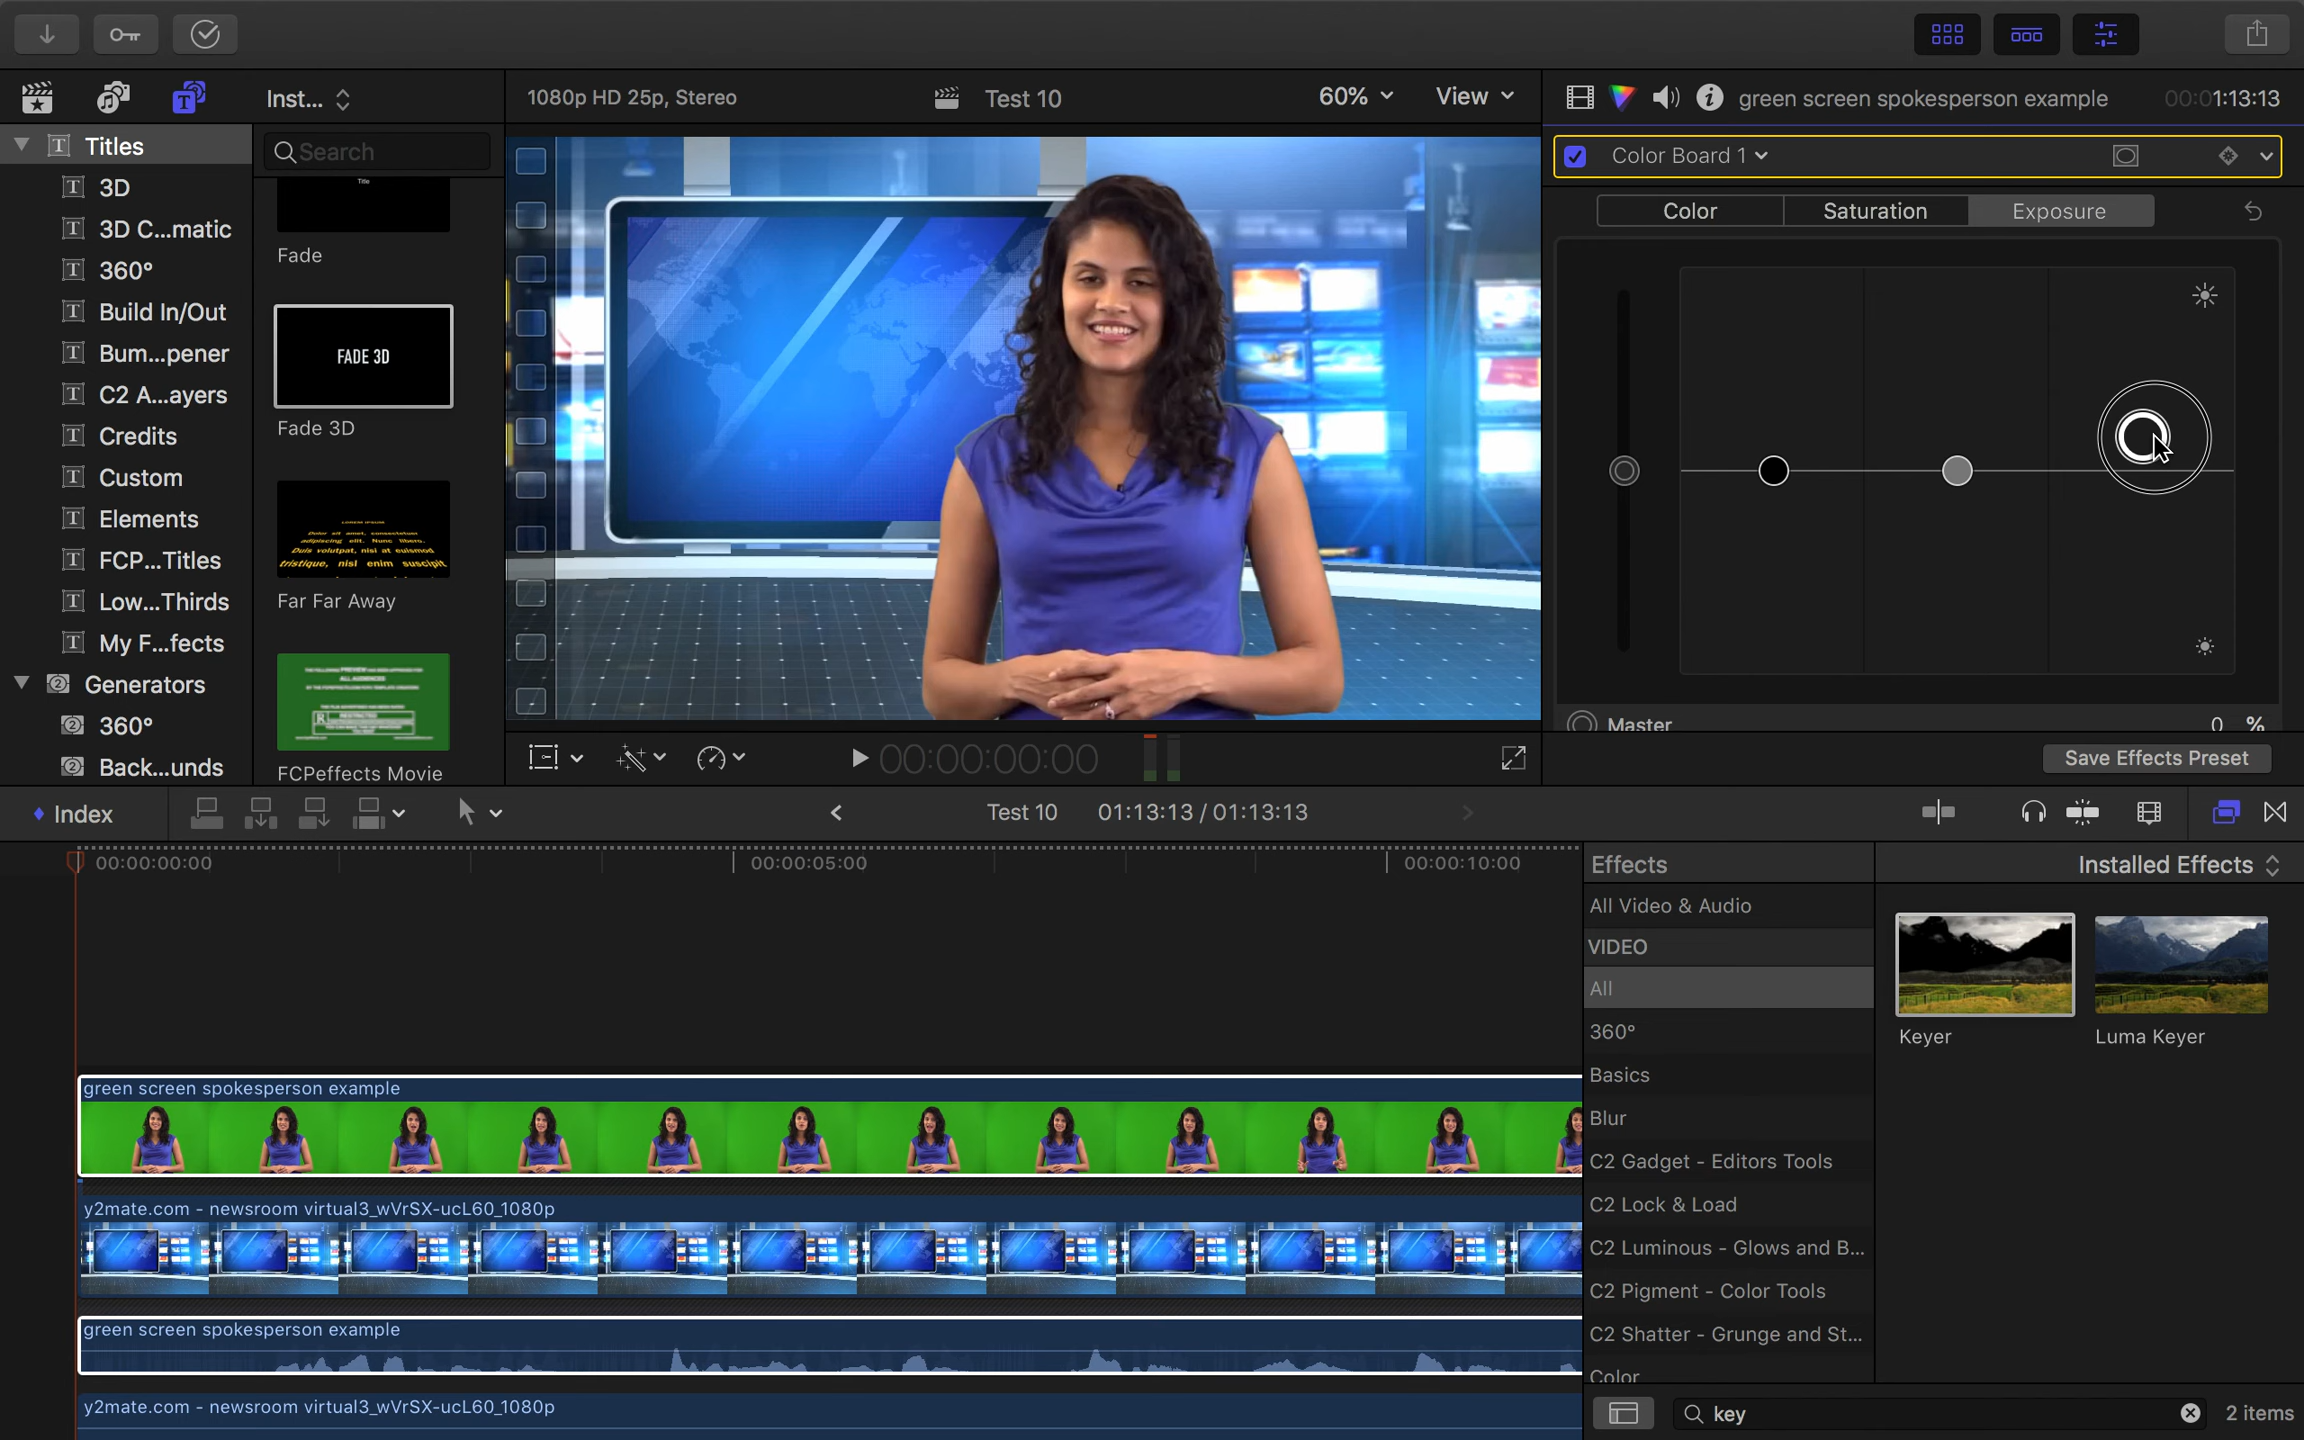 Inst...
1080p HD 25p, Stereo
Test 10
60%
View
green screen spokesperson example
00:01:13:13
Titles
Search
Color Board 1
3D
3D C...matic
360°
Build In/Out
Bum...pener
C2 A...ayers
Credits
Custom
Elements
FCP...Titles
Low...Thirds
My F...fects
Generators
360°
Back...unds
Title
Fade
FADE 3D
Fade 3D
Far Far Away
ALL AUDIENCES
R
FCPeffects Movie
Color
Saturation
Exposure
Master
0 %
00:00:00:00
Save Effects Preset
Index
Test 10
01:13:13 / 01:13:13
00:00:00:00
00:00:05:00
00:00:10:00
green screen spokesperson example
y2mate.com - newsroom virtual3_wVrSX-ucL60_1080p
green screen spokesperson example
y2mate.com - newsroom virtual3_wVrSX-ucL60_1080p
Effects
Installed Effects
All Video & Audio
VIDEO
All
360°
Basics
Blur
C2 Gadget - Editors Tools
C2 Lock & Load
C2 Luminous - Glows and B...
C2 Pigment - Color Tools
C2 Shatter - Grunge and St...
Color
Keyer
Luma Keyer
key
2 items